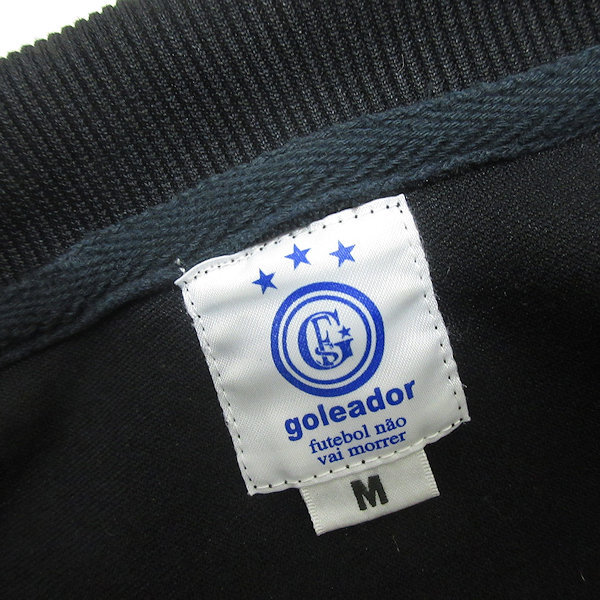 goleador
futebol não
vai morrer
M